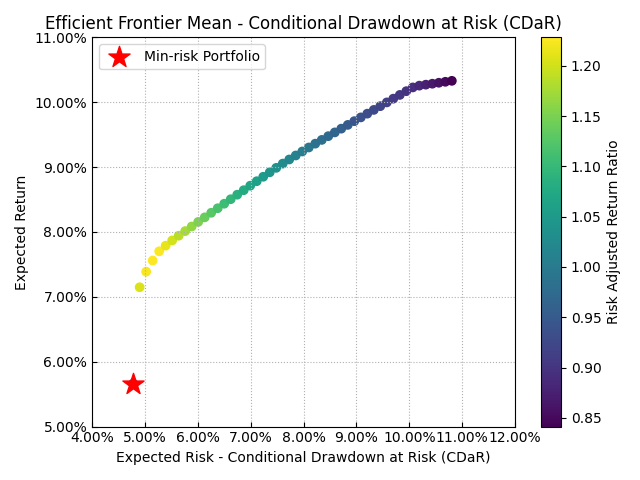 Efficient Frontier Mean - Conditional Drawdown at Risk (CDaR)
11.00%
10.00%
9.00%
8.00%
7.00%
6.00%
5.00%
Expected Return
Min-risk Portfolio
4.00% 5.00% 6.00% 7.00% 8.00% 9.00% 10.00% 11.00% 12.00%
Expected Risk - Conditional Drawdown at Risk (CDaR)
1.20
1.15
1.10
1.05
1.00
0.95
0.90
0.85
Risk Adjusted Return Ratio